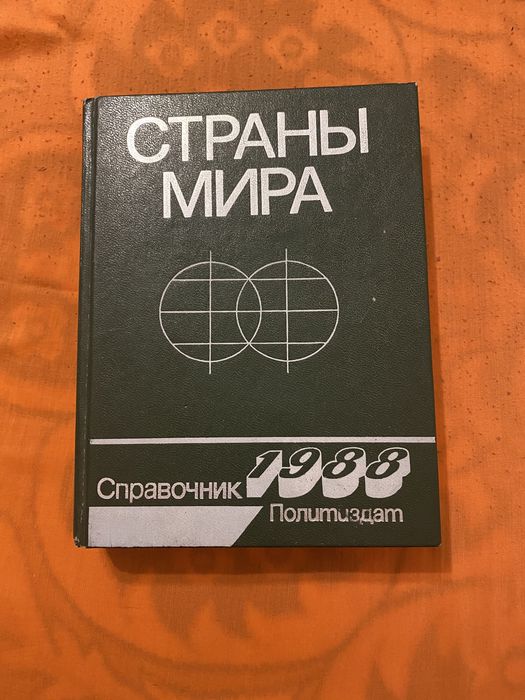 СТРАНЫ
МИРА
Справочник 1988
Политиздат